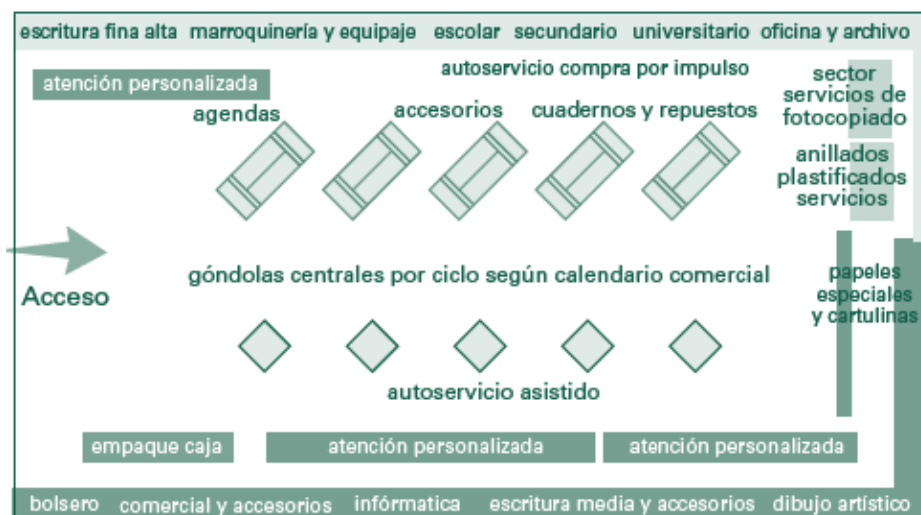 escritura fina alta marroquinería y equipaje escolar secundario universitario oficina y archivo
atención personalizada
autoservicio compra por impulso
agendas
accesorios
cuadernos y repuestos
sector
servicios de
fotocopiado
anillados
plastificados
servicios
Acceso
góndolas centrales por ciclo según calendario comercial
papeles
especiales
y cartulinas
autoservicio asistido
empaque caja
atención personalizada
atención personalizada
bolsero comercial y accesorios infórmatica escritura media y accesorios dibujo artístico